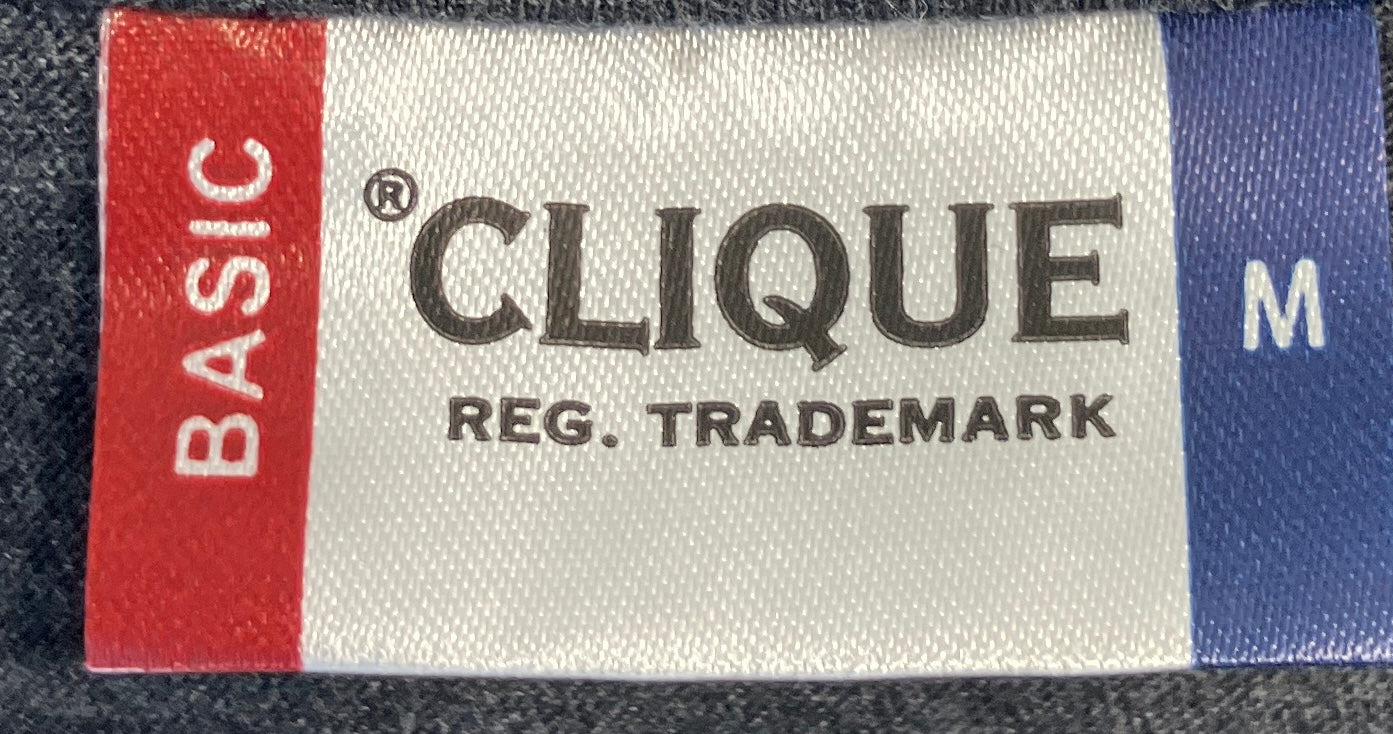 BASIC
®CLIQUE
REG. TRADEMARK
M